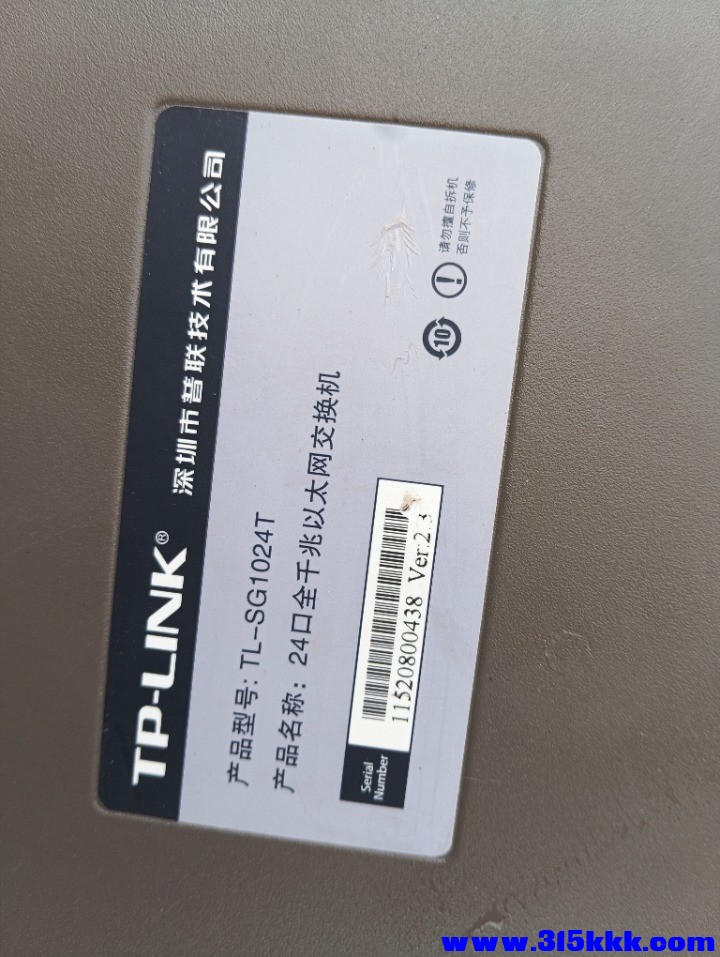 TP-LINK® 深圳市普联技术有限公司
产品型号: TL-SG1024T
产品名称: 24口全千兆以太网交换机
Serial
Number
11520800438 Ver:2.3
10
请勿擅自拆机
否则不予保修
www.315kkk.com